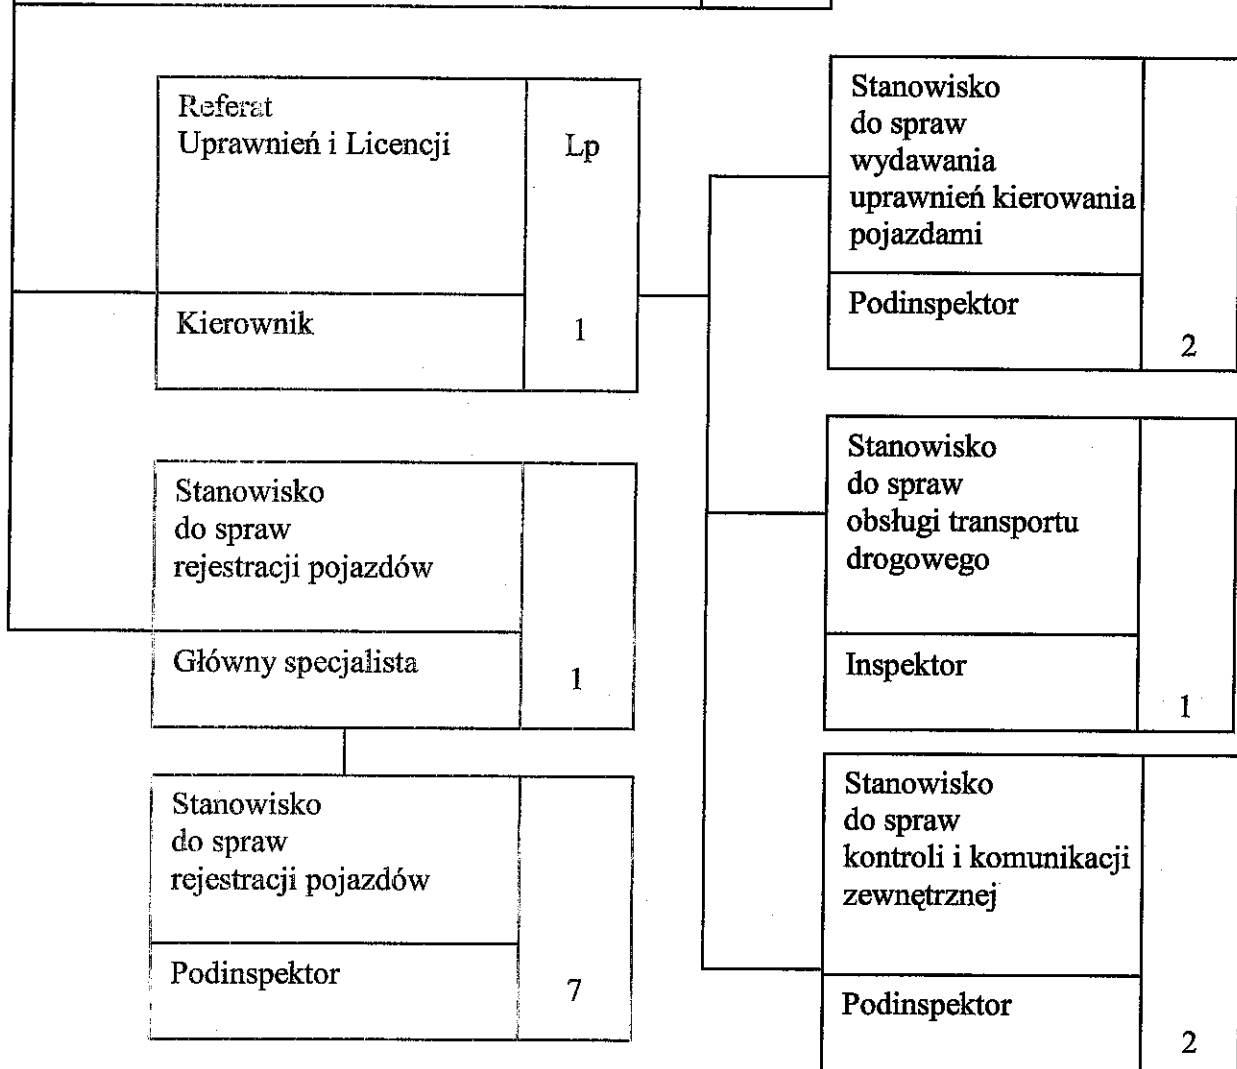 Referat
Uprawnień i Licencji
Lp
Kierownik
1
Stanowisko
do spraw
rejestracji pojazdów
Główny specjalista
1
Stanowisko
do spraw
rejestracji pojazdów
Podinspektor
7
Stanowisko
do spraw
wydawania
uprawnień kierowania
pojazdami
Podinspektor
2
Stanowisko
do spraw
obsługi transportu
drogowego
Inspektor
1
Stanowisko
do spraw
kontroli i komunikacji
zewnętrznej
Podinspektor
2